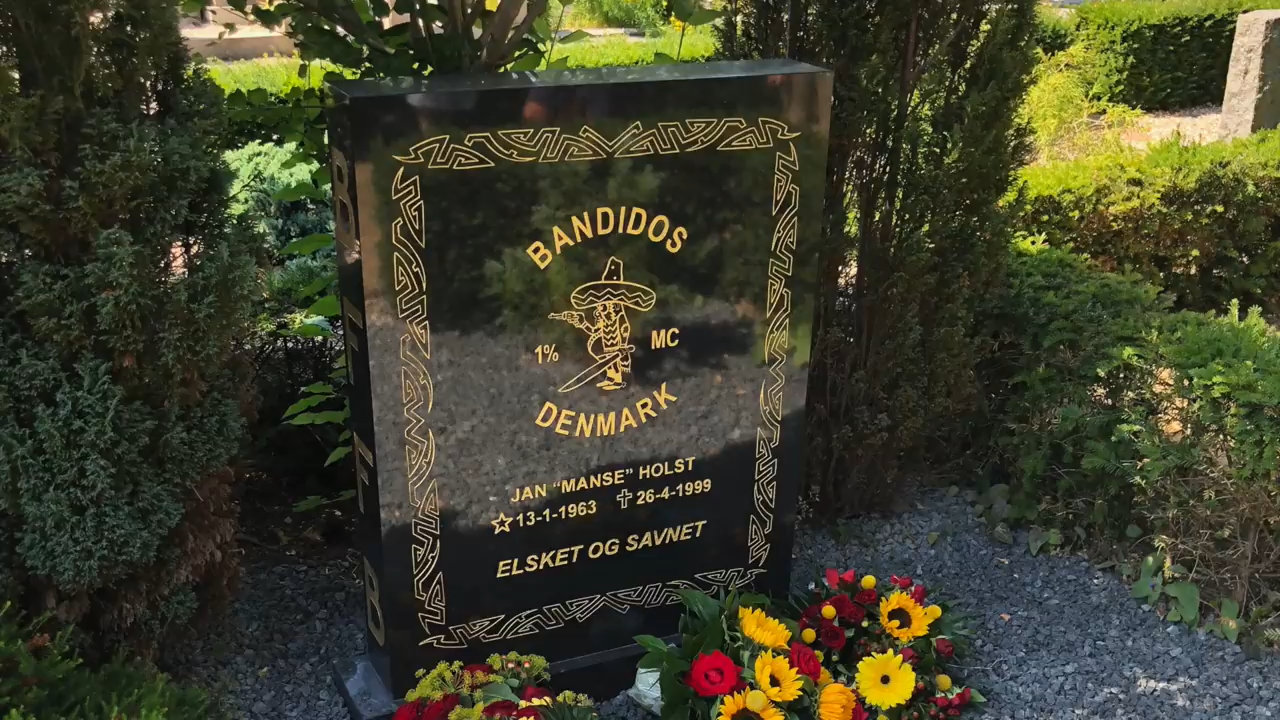 BANDIDOS
1% MC
DENMARK
JAN “MANSE” HOLST
13-1-1963 26-4-1999
ELSKET OG SAVNET